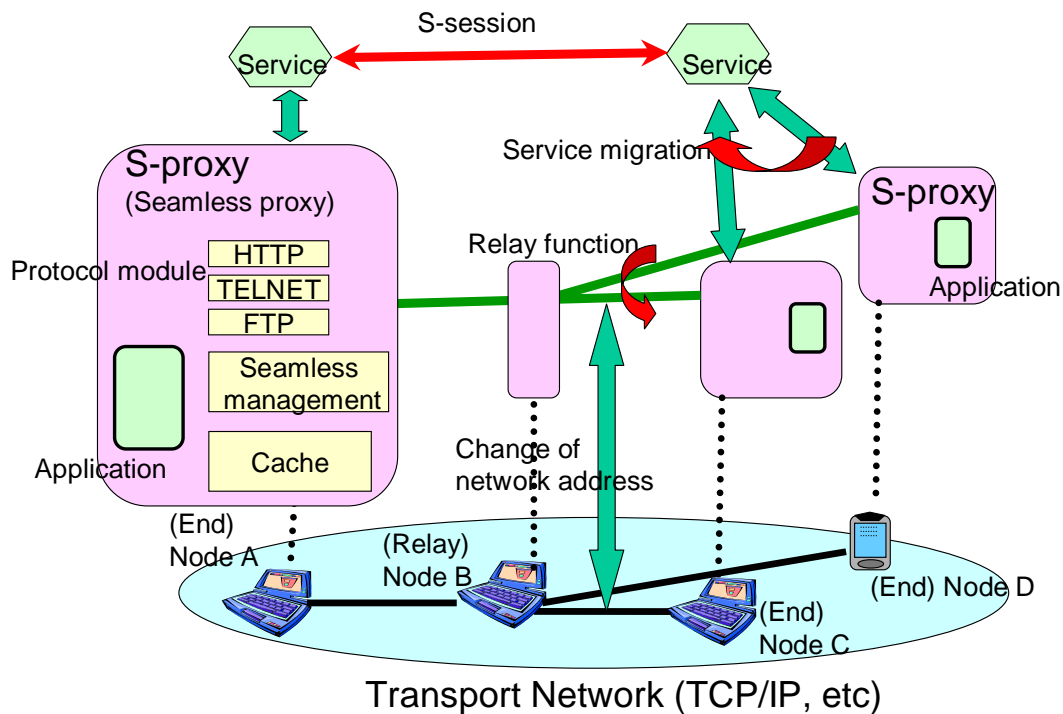 S-session
Service
Service
S-proxy
(Seamless proxy)
Service migration
S-proxy
Protocol module
HTTP
TELNET
FTP
Relay function
Application
Seamless
management
Application
Cache
Change of
network address
(End)
Node A
(Relay)
Node B
(End)
Node C
(End) Node D
Transport Network (TCP/IP, etc)